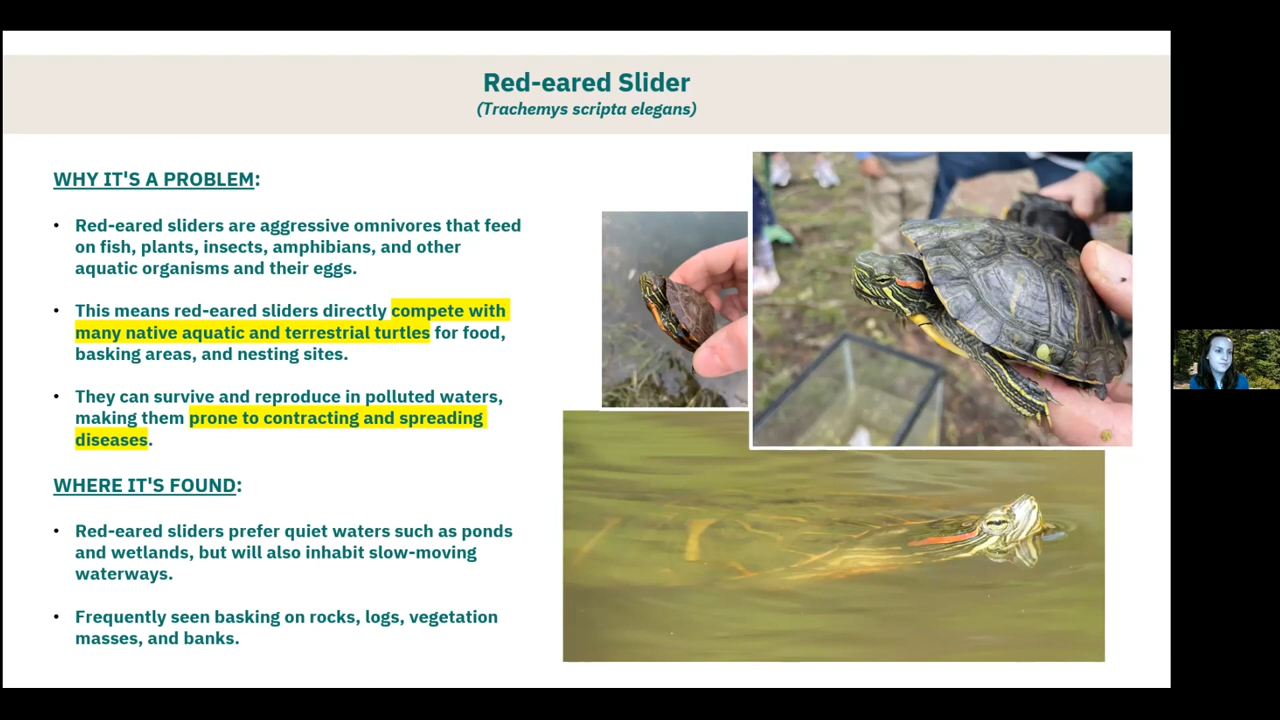 Red-eared Slider
(Trachemys scripta elegans)
WHY IT'S A PROBLEM:
• Red-eared sliders are aggressive omnivores that feed
on fish, plants, insects, amphibians, and other
aquatic organisms and their eggs.
• This means red-eared sliders directly compete with
many native aquatic and terrestrial turtles for food,
basking areas, and nesting sites.
• They can survive and reproduce in polluted waters,
making them prone to contracting and spreading
diseases.
WHERE IT'S FOUND:
• Red-eared sliders prefer quiet waters such as ponds
and wetlands, but will also inhabit slow-moving
waterways.
• Frequently seen basking on rocks, logs, vegetation
masses, and banks.